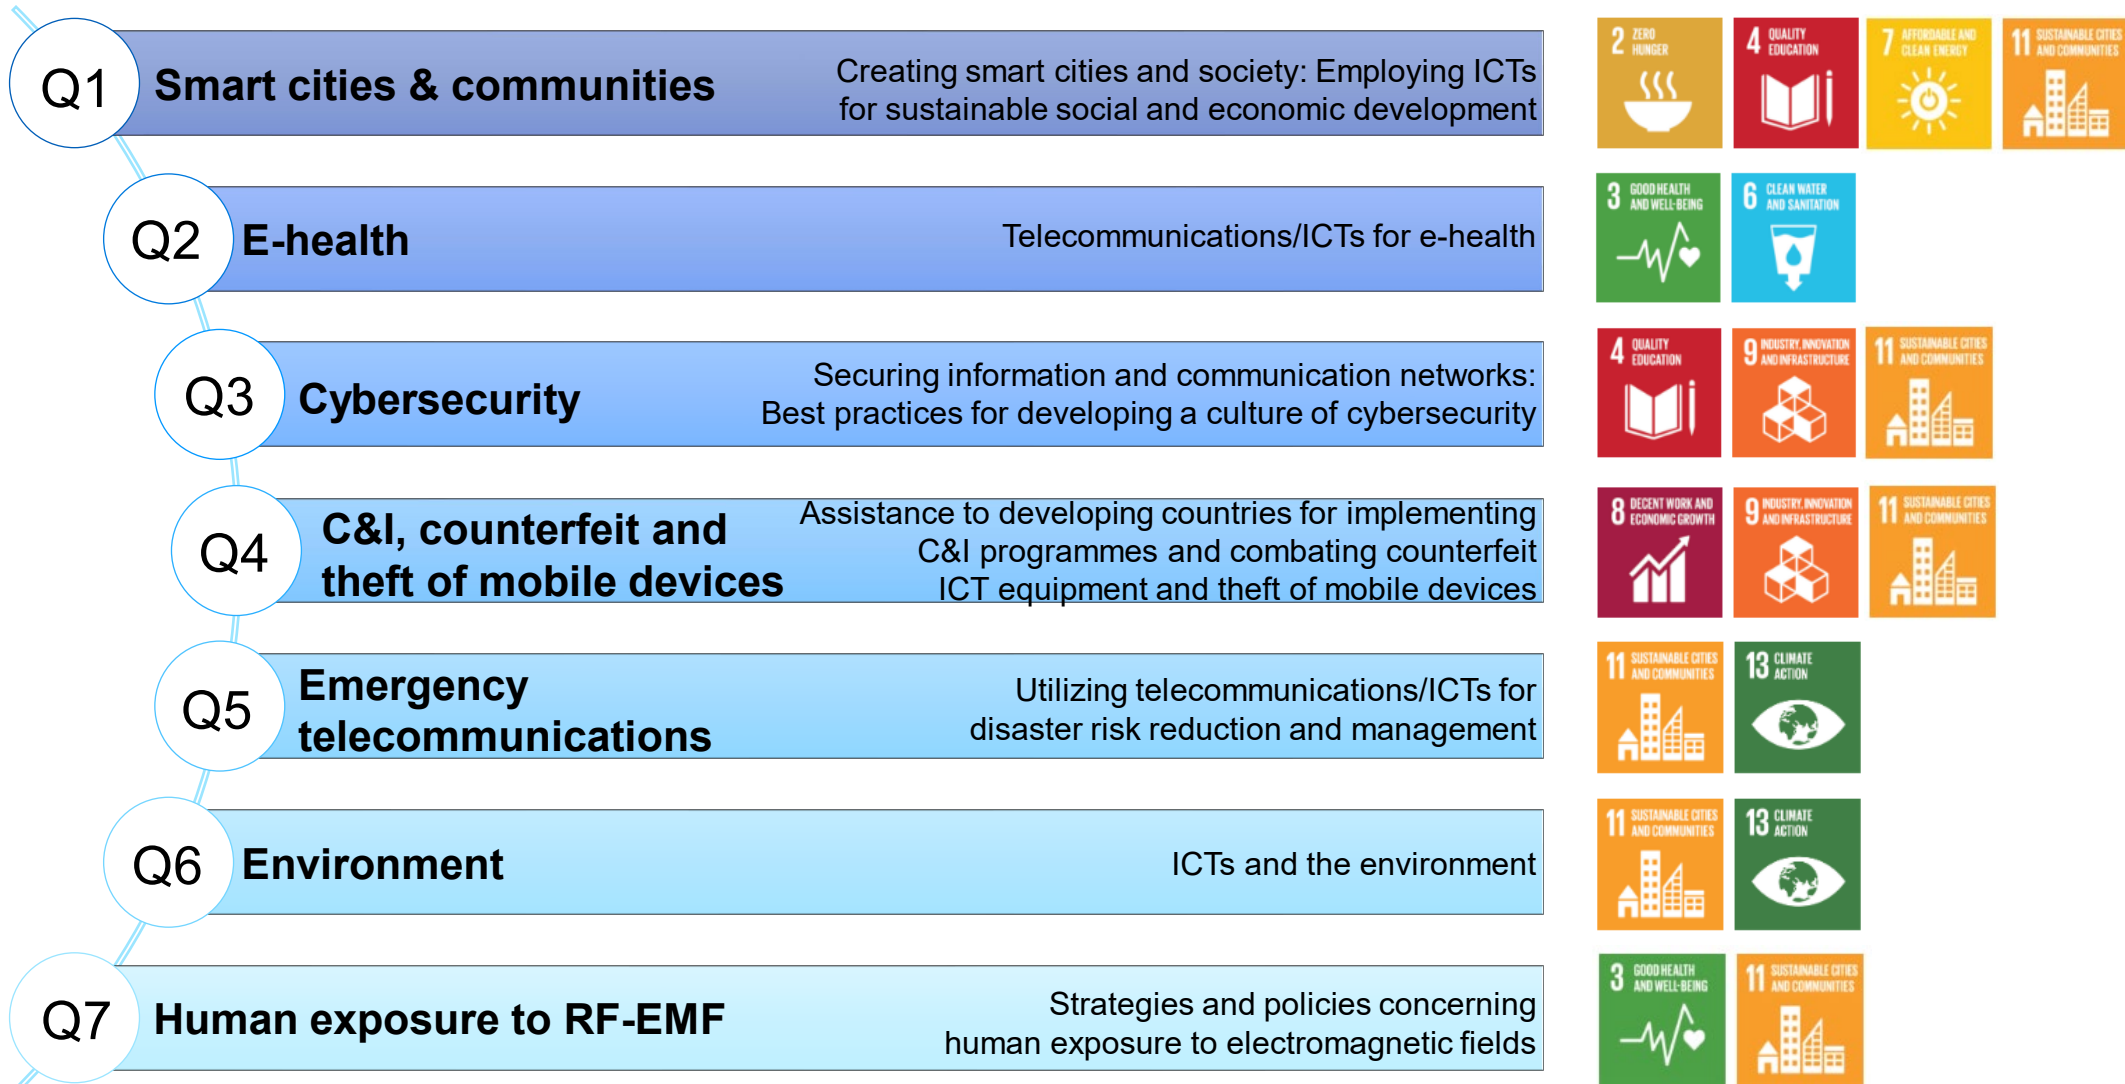 Q1
Smart cities & communities
Creating smart cities and society: Employing ICTs
for sustainable social and economic development
2 ZERO
HUNGER
4 QUALITY
EDUCATION
7 AFFORDABLE AND
CLEAN ENERGY
11 SUSTAINABLE CITIES
AND COMMUNITIES
Q2
E-health
Telecommunications/ICTs for e-health
3 GOOD HEALTH
AND WELL-BEING
6 CLEAN WATER
AND SANITATION
Q3
Cybersecurity
Securing information and communication networks:
Best practices for developing a culture of cybersecurity
4 QUALITY
EDUCATION
9 INDUSTRY, INNOVATION
AND INFRASTRUCTURE
11 SUSTAINABLE CITIES
AND COMMUNITIES
Q4
C&I, counterfeit and
theft of mobile devices
Assistance to developing countries for implementing
C&I programmes and combating counterfeit
ICT equipment and theft of mobile devices
8 DECENT WORK AND
ECONOMIC GROWTH
9 INDUSTRY, INNOVATION
AND INFRASTRUCTURE
11 SUSTAINABLE CITIES
AND COMMUNITIES
Q5
Emergency
telecommunications
Utilizing telecommunications/ICTs for
disaster risk reduction and management
11 SUSTAINABLE CITIES
AND COMMUNITIES
13 CLIMATE
ACTION
Q6
Environment
ICTs and the environment
11 SUSTAINABLE CITIES
AND COMMUNITIES
13 CLIMATE
ACTION
Q7
Human exposure to RF-EMF
Strategies and policies concerning
human exposure to electromagnetic fields
3 GOOD HEALTH
AND WELL-BEING
11 SUSTAINABLE CITIES
AND COMMUNITIES